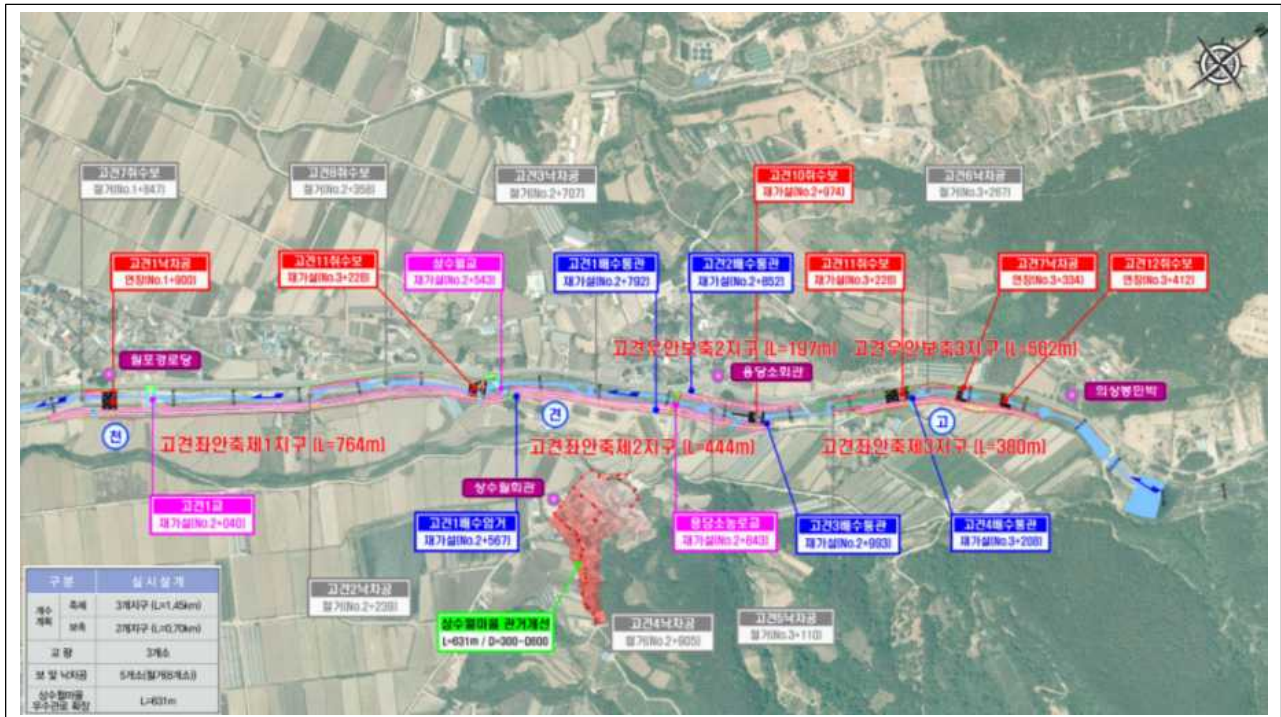 고견7취수보
철거(No.1+847)
고견8취수보
철거(No.2+358)
고견3낙차공
철거(No.2+707)
고견10취수보
재가설(No.2+974)
고견6낙차공
철거(No.3+267)
고견1낙차공
연장(No.1+900)
고견11취수보
재가설(No.3+228)
상수월교
재가설(No.2+543)
고견1배수통관
재가설(No.2+792)
고견2배수통관
재가설(No.2+852)
고견11취수보
재가설(No.3+228)
고견7낙차공
연장(No.3+334)
고견12취수보
연장(No.3+412)
고견우안보축2지구 (L=197m)
고견우안보축3지구 (L=502m)
월포경로당
용당소회관
의상봉민박
천
견
고
고견좌안축제1지구 (L=764m)
고견좌안축제2지구 (L=444m)
고견좌안축제3지구 (L=380m)
상수월회관
고견1교
재가설(No.2+040)
고견1배수암거
재가설(No.2+567)
용당소농로교
재가설(No.2+843)
고견3배수통관
재가설(No.2+993)
고견4배수통관
재가설(No.3+208)
고견2낙차공
철거(No.2+239)
상수월마을 관거개선
L=631m / D=300~D800
고견4낙차공
철거(No.2+905)
고견5낙차공
철거(No.3+110)
구 분 실 시 설 계
개수계획 축제 3개지구 (L=1.45km)
보축 2개지구 (L=0.70km)
교 량 3개소
보 및 낙차공 5개소(철거8개소)
상수월마을 우수관로 확장 L=631m